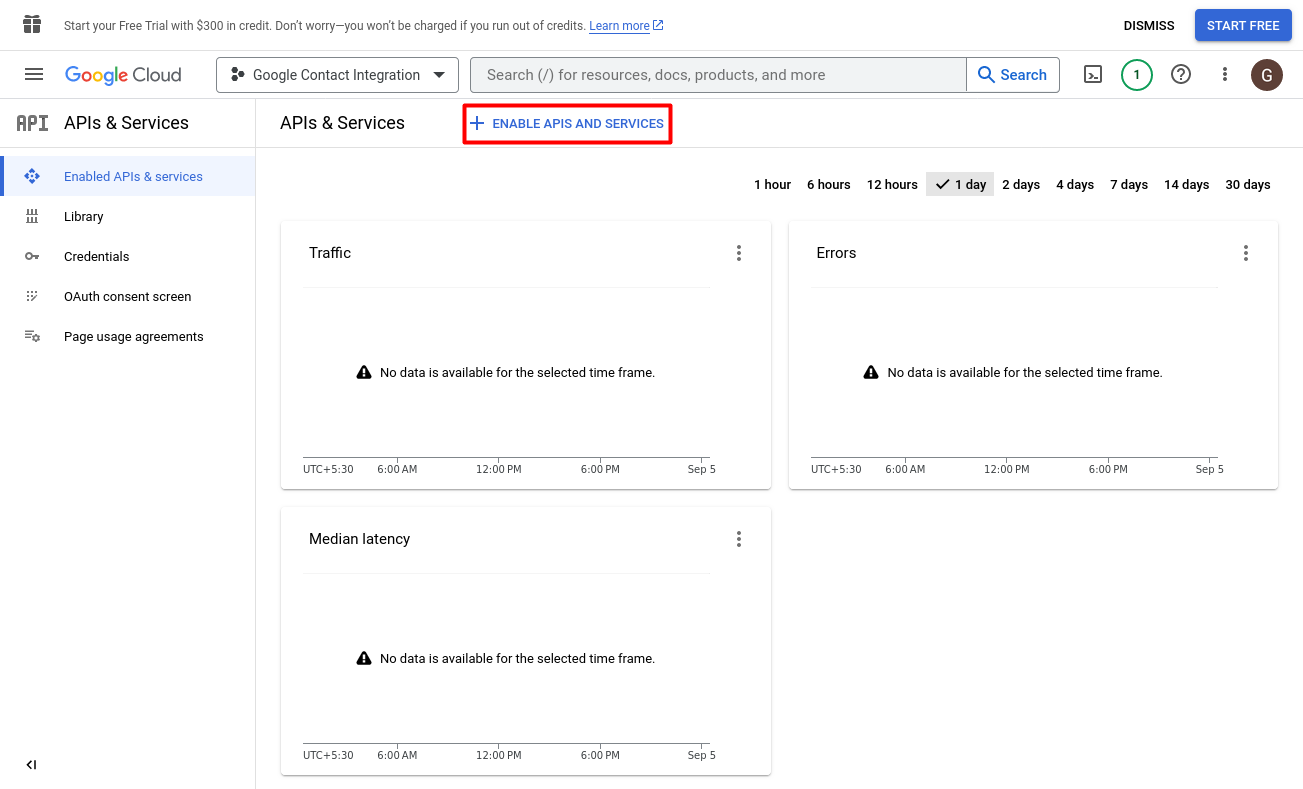 Start your Free Trial with $300 in credit. Don't worry—you won't be charged if you run out of credits. Learn more
DISMISS
START FREE
Google Cloud
Google Contact Integration
Search (/) for resources, docs, products, and more
Search
1
G
API
APIs & Services
APIs & Services
ENABLE APIS AND SERVICES
Enabled APIs & services
Library
Credentials
OAuth consent screen
Page usage agreements
1 hour 6 hours 12 hours 1 day 2 days 4 days 7 days 14 days 30 days
Traffic
No data is available for the selected time frame.
UTC+5:30 6:00 AM 12:00 PM 6:00 PM Sep 5
Errors
No data is available for the selected time frame.
UTC+5:30 6:00 AM 12:00 PM 6:00 PM Sep 5
Median latency
No data is available for the selected time frame.
UTC+5:30 6:00 AM 12:00 PM 6:00 PM Sep 5